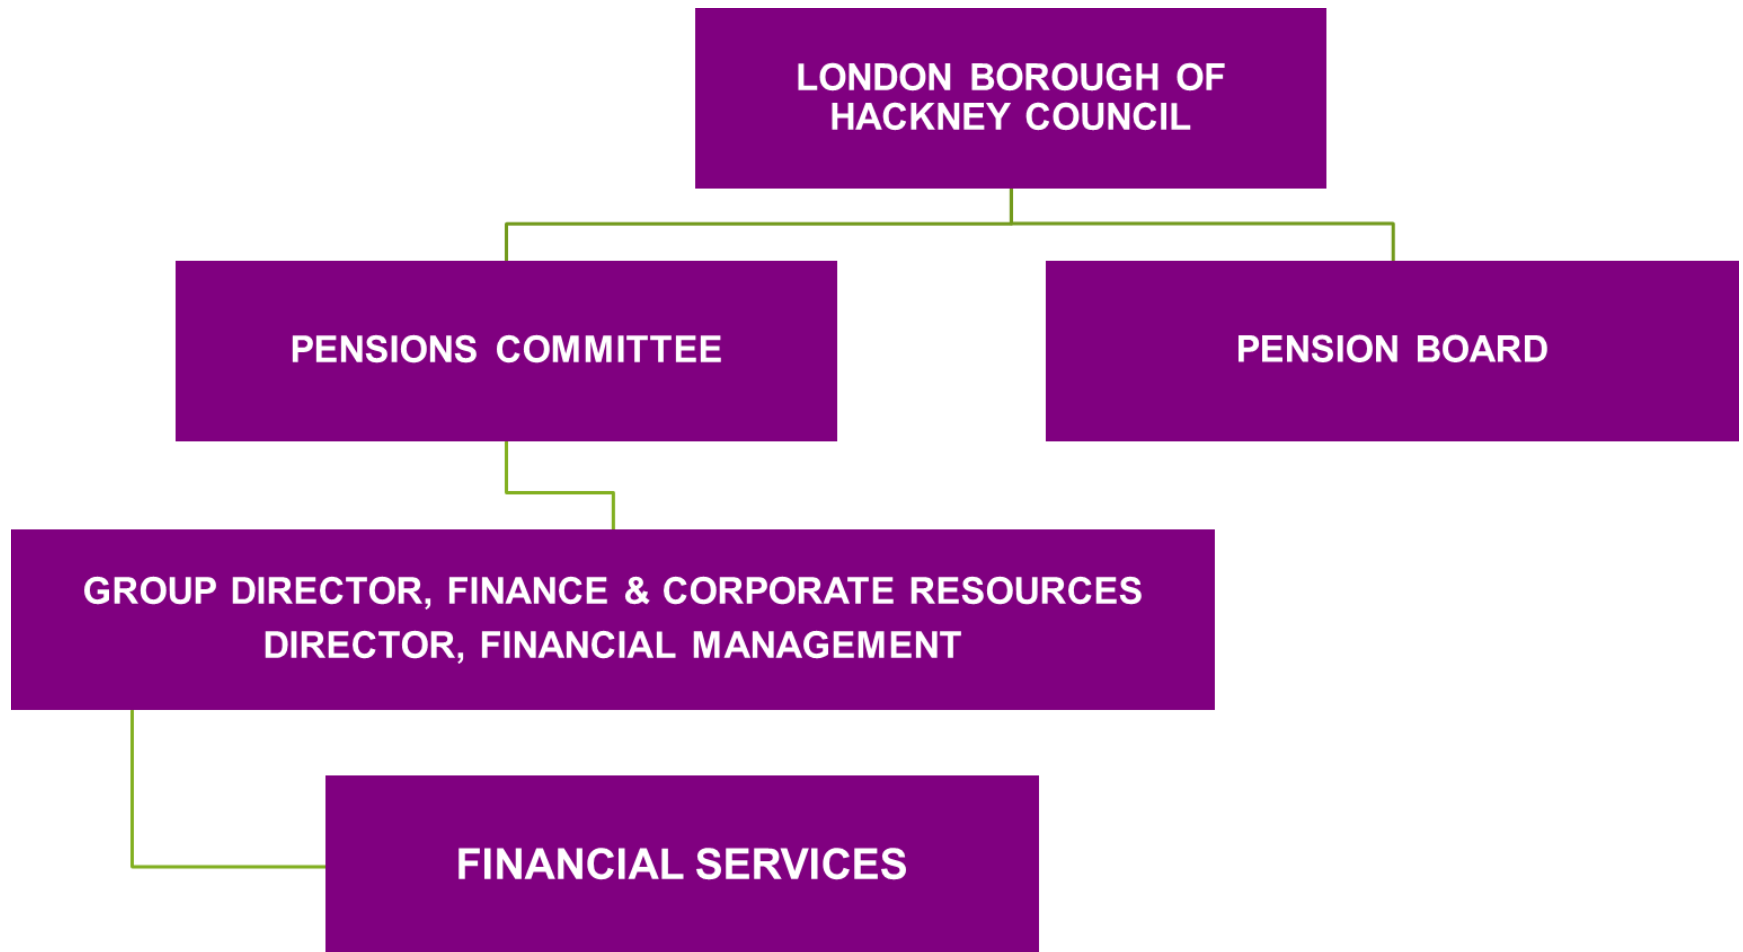 LONDON BOROUGH OF
HACKNEY COUNCIL
PENSIONS COMMITTEE
PENSION BOARD
GROUP DIRECTOR, FINANCE & CORPORATE RESOURCES
DIRECTOR, FINANCIAL MANAGEMENT
FINANCIAL SERVICES